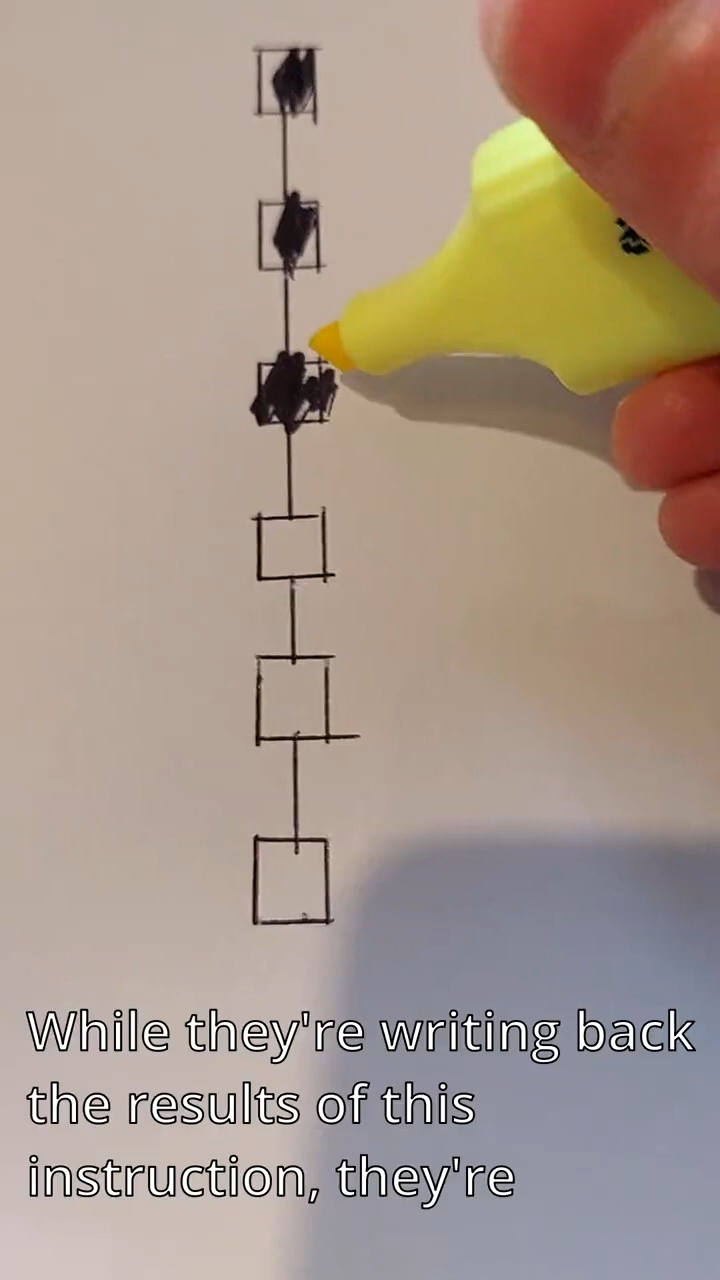 While they're writing back
the results of this
instruction, they're